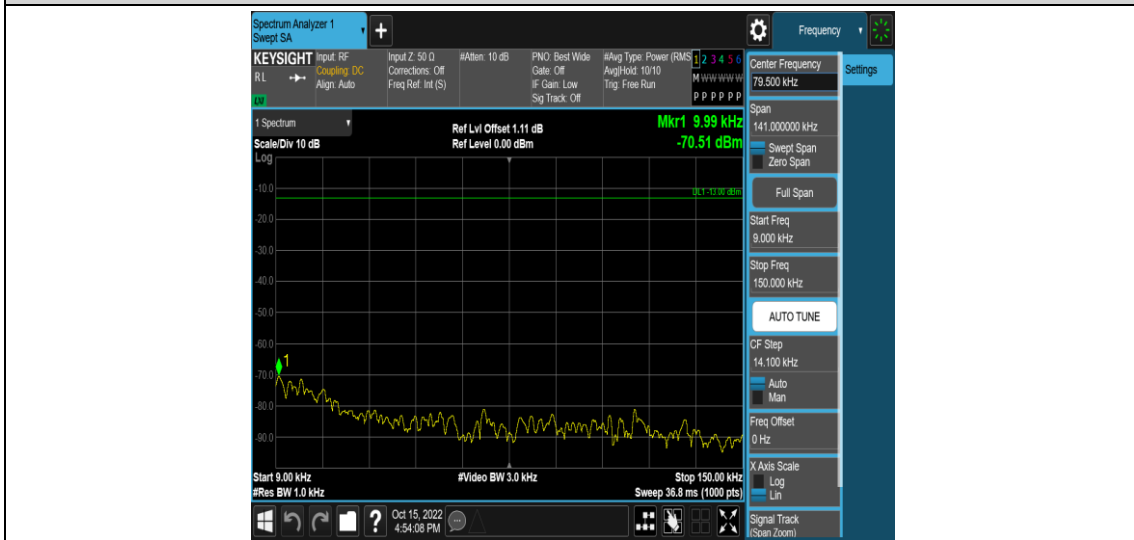 Spectrum Analyzer 1
Swept SA
+
Frequency
KEYSIGHT
RL
LXI
Input: RF
Coupling: DC
Align: Auto
Input Z: 50 Ω
Corrections: Off
Freq Ref: Int (S)
#Atten: 10 dB
PNO: Best Wide
Gate: Off
IF Gain: Low
Sig Track: Off
#Avg Type: Power (RMS
Avg|Hold: 10/10
Trig: Free Run
1 2 3 4 5 6
M W W W W W
P P P P P P
Center Frequency
79.500 kHz
Settings
1 Spectrum
Ref Lvl Offset 1.11 dB
Mkr1 9.99 kHz
Scale/Div 10 dB
Ref Level 0.00 dBm
-70.51 dBm
Log
Span
141.000000 kHz
Swept Span
Zero Span
-10.0
DL1 -13.00 dBm
Full Span
-20.0
Start Freq
9.000 kHz
-30.0
Stop Freq
150.000 kHz
-40.0
-50.0
AUTO TUNE
-60.0
CF Step
14.100 kHz
1
-70.0
Auto
Man
-80.0
Freq Offset
0 Hz
-90.0
X Axis Scale
Log
Lin
Start 9.00 kHz
#Video BW 3.0 kHz
Stop 150.00 kHz
#Res BW 1.0 kHz
Sweep 36.8 ms (1000 pts)
?
Oct 15, 2022
4:54:08 PM
Signal Track
(Span Zoom)